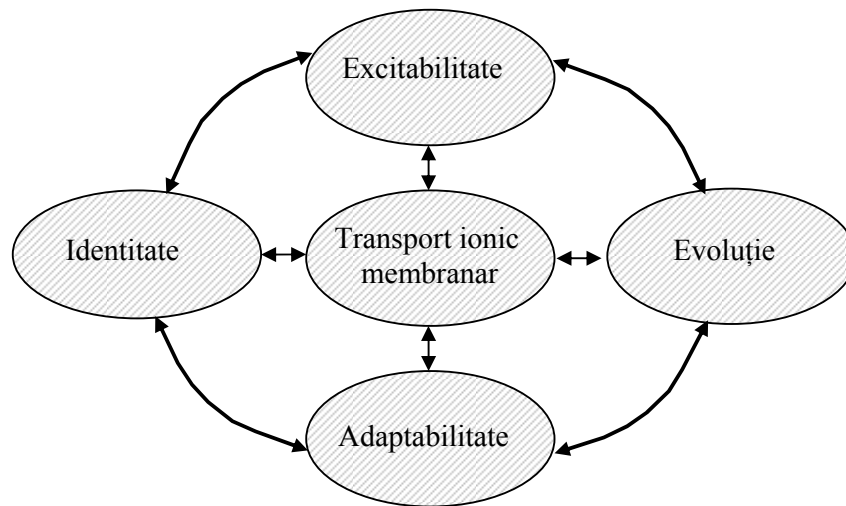 Excitabilitate
Identitate
Transport ionic
membranar
Evoluție
Adaptabilitate